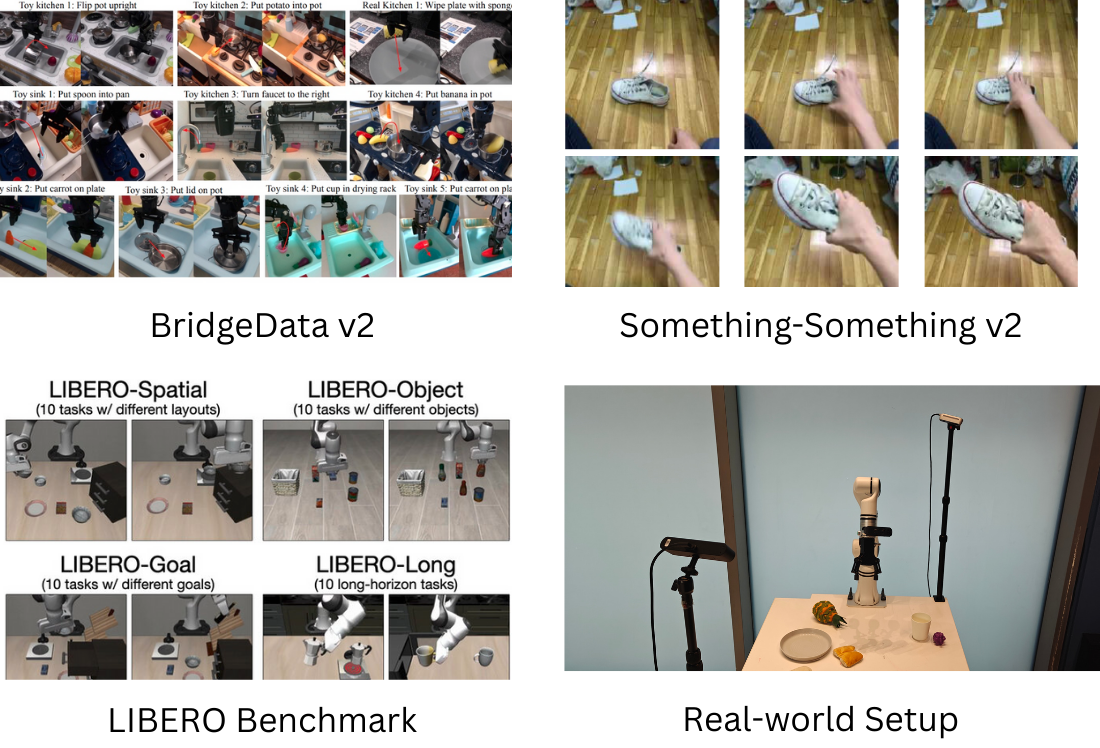 Toy kitchen 1: Flip pot upright
Toy kitchen 2: Put potato into pot
Real Kitchen 1: Wipe plate with sponge
Toy sink 1: Put spoon into pan
Toy kitchen 3: Turn faucet to the right
Toy kitchen 4: Put banana in pot
sink 2: Put carrot on plate
Toy sink 3: Put lid on pot
Toy sink 4: Put cup in drying rack
Toy sink 5: Put carrot on pla
BridgeData v2
Something-Something v2
LIBERO-Spatial
(10 tasks w/ different layouts)
LIBERO-Object
(10 tasks w/ different objects)
LIBERO-Goal
(10 tasks w/ different goals)
LIBERO-Long
(10 long-horizon tasks)
LIBERO Benchmark
Real-world Setup